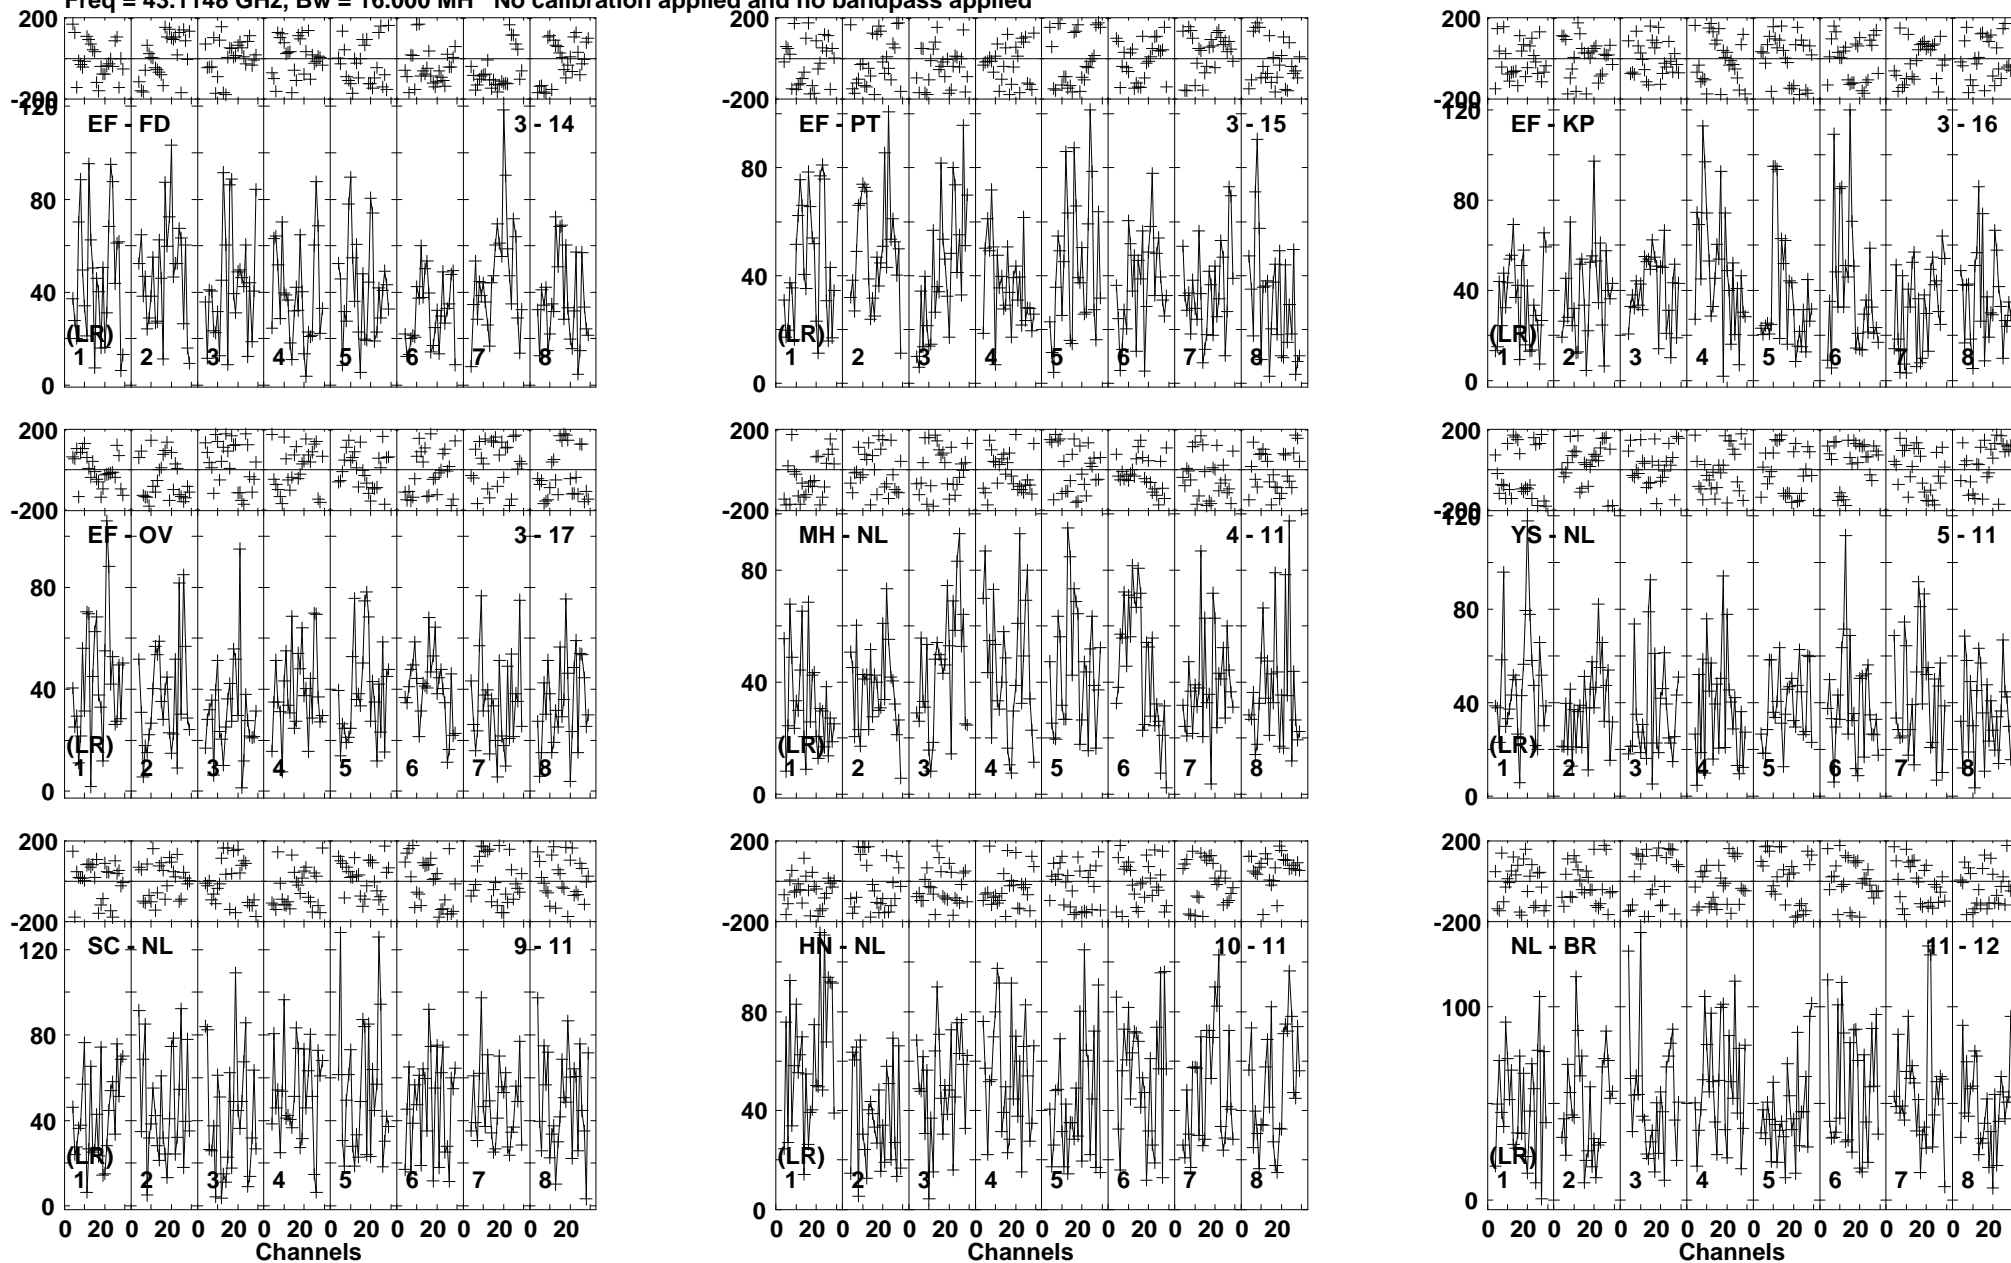 Freq = 43.1148 GHz, Bw = 16.000 MH No calibration applied and no bandpass applied
200
-200
120
80
40
0
EF - FD 3 - 14
(LR)
1 2 3 4 5 6 7 8
200
-200
80
40
0
EF - PT 3 - 15
(LR)
1 2 3 4 5 6 7 8
200
-200
120
80
40
0
EF - KP 3 - 16
(LR)
1 2 3 4 5 6 7 8
200
-200
80
40
0
EF - OV 3 - 17
(LR)
1 2 3 4 5 6 7 8
200
-200
80
40
0
MH - NL 4 - 11
(LR)
1 2 3 4 5 6 7 8
200
-200
120
80
40
0
YS - NL 5 - 11
(LR)
1 2 3 4 5 6 7 8
200
-200
120
80
40
0
SC - NL 9 - 11
(LR)
1 2 3 4 5 6 7 8
0 20 0 20 0 20 0 20 0 20 0 20 0 20 0 20
Channels
200
-200
80
40
0
HN - NL 10 - 11
(LR)
1 2 3 4 5 6 7 8
0 20 0 20 0 20 0 20 0 20 0 20 0 20 0 20
Channels
200
-200
100
0
NL - BR 11 - 12
(LR)
1 2 3 4 5 6 7 8
0 20 0 20 0 20 0 20 0 20 0 20 0 20 0 20
Channels